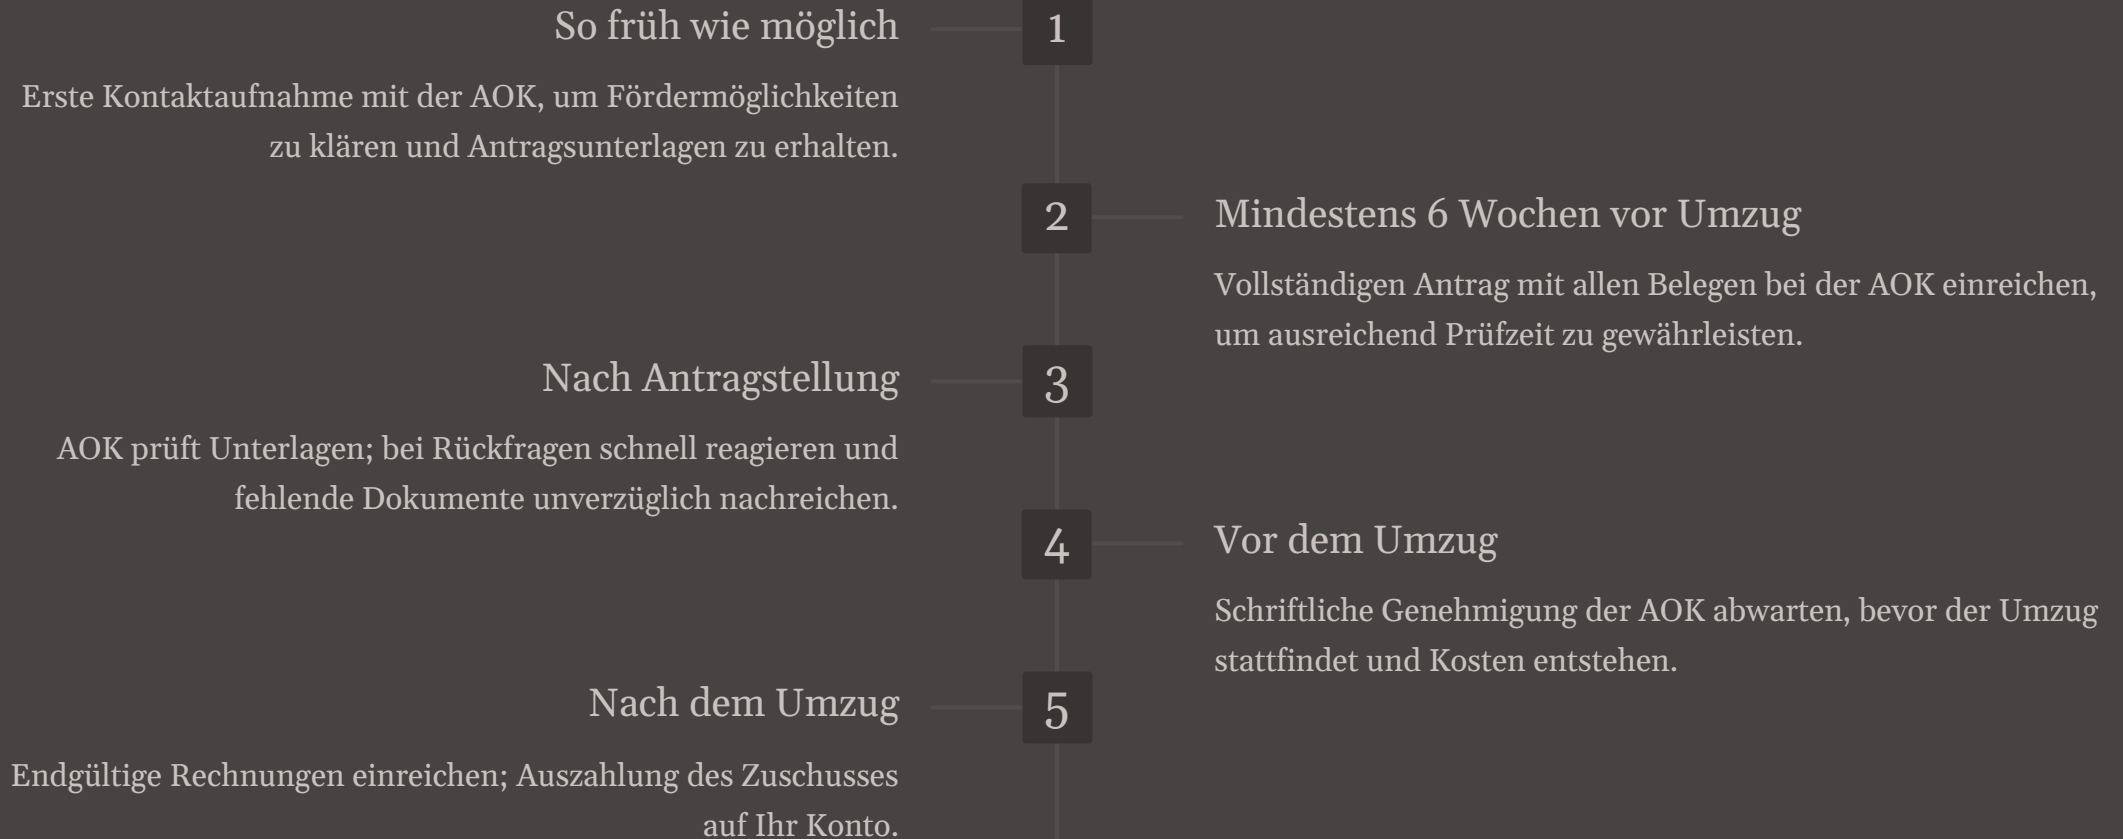 So früh wie möglich
1
Erste Kontaktaufnahme mit der AOK, um Fördermöglichkeiten
zu klären und Antragsunterlagen zu erhalten.
2
Mindestens 6 Wochen vor Umzug
Vollständigen Antrag mit allen Belegen bei der AOK einreichen,
um ausreichend Prüfzeit zu gewährleisten.
Nach Antragstellung
3
AOK prüft Unterlagen; bei Rückfragen schnell reagieren und
fehlende Dokumente unverzüglich nachreichen.
4
Vor dem Umzug
Schriftliche Genehmigung der AOK abwarten, bevor der Umzug
stattfindet und Kosten entstehen.
Nach dem Umzug
5
Endgültige Rechnungen einreichen; Auszahlung des Zuschusses
auf Ihr Konto.